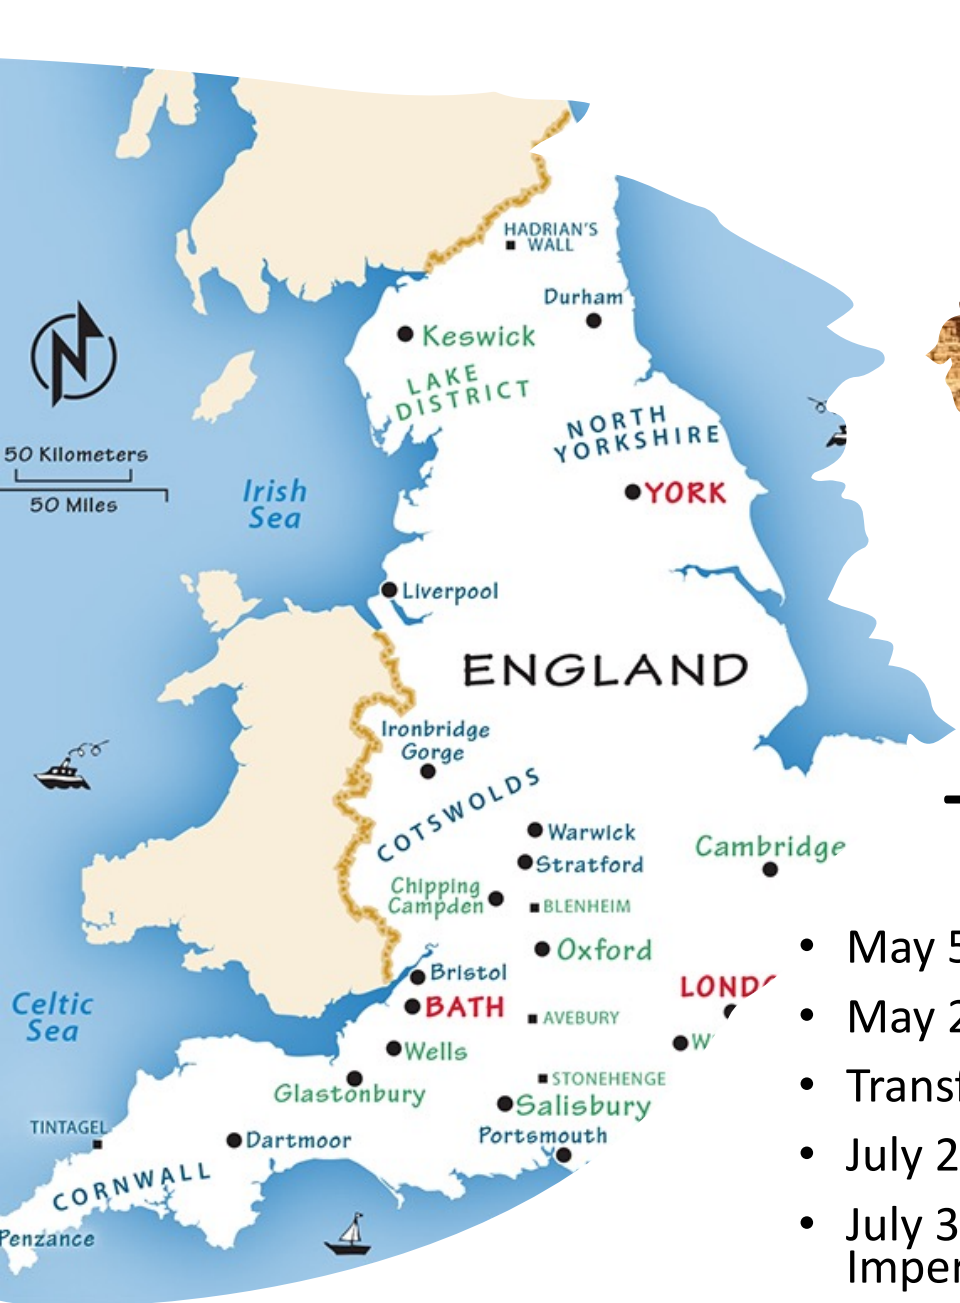 HADRIAN'S
WALL
Durham
Keswick
LAKE
DISTRICT
NORTH
YORKSHIRE
N
50 Kilometers
50 Miles
Irish
Sea
YORK
Liverpool
ENGLAND
Ironbridge
Gorge
COTSWOLDS
Warwick
Stratford
Cambridge
Chipping
Campden
BLENHEIM
Oxford
Bristol
BATH
Celtic
Sea
AVEBURY
Wells
STONEHENGE
Glastonbury
Salisbury
TINTAGEL
Dartmoor
Portsmouth
CORNWALL
Penzance
• May
• May
•
• July
• July